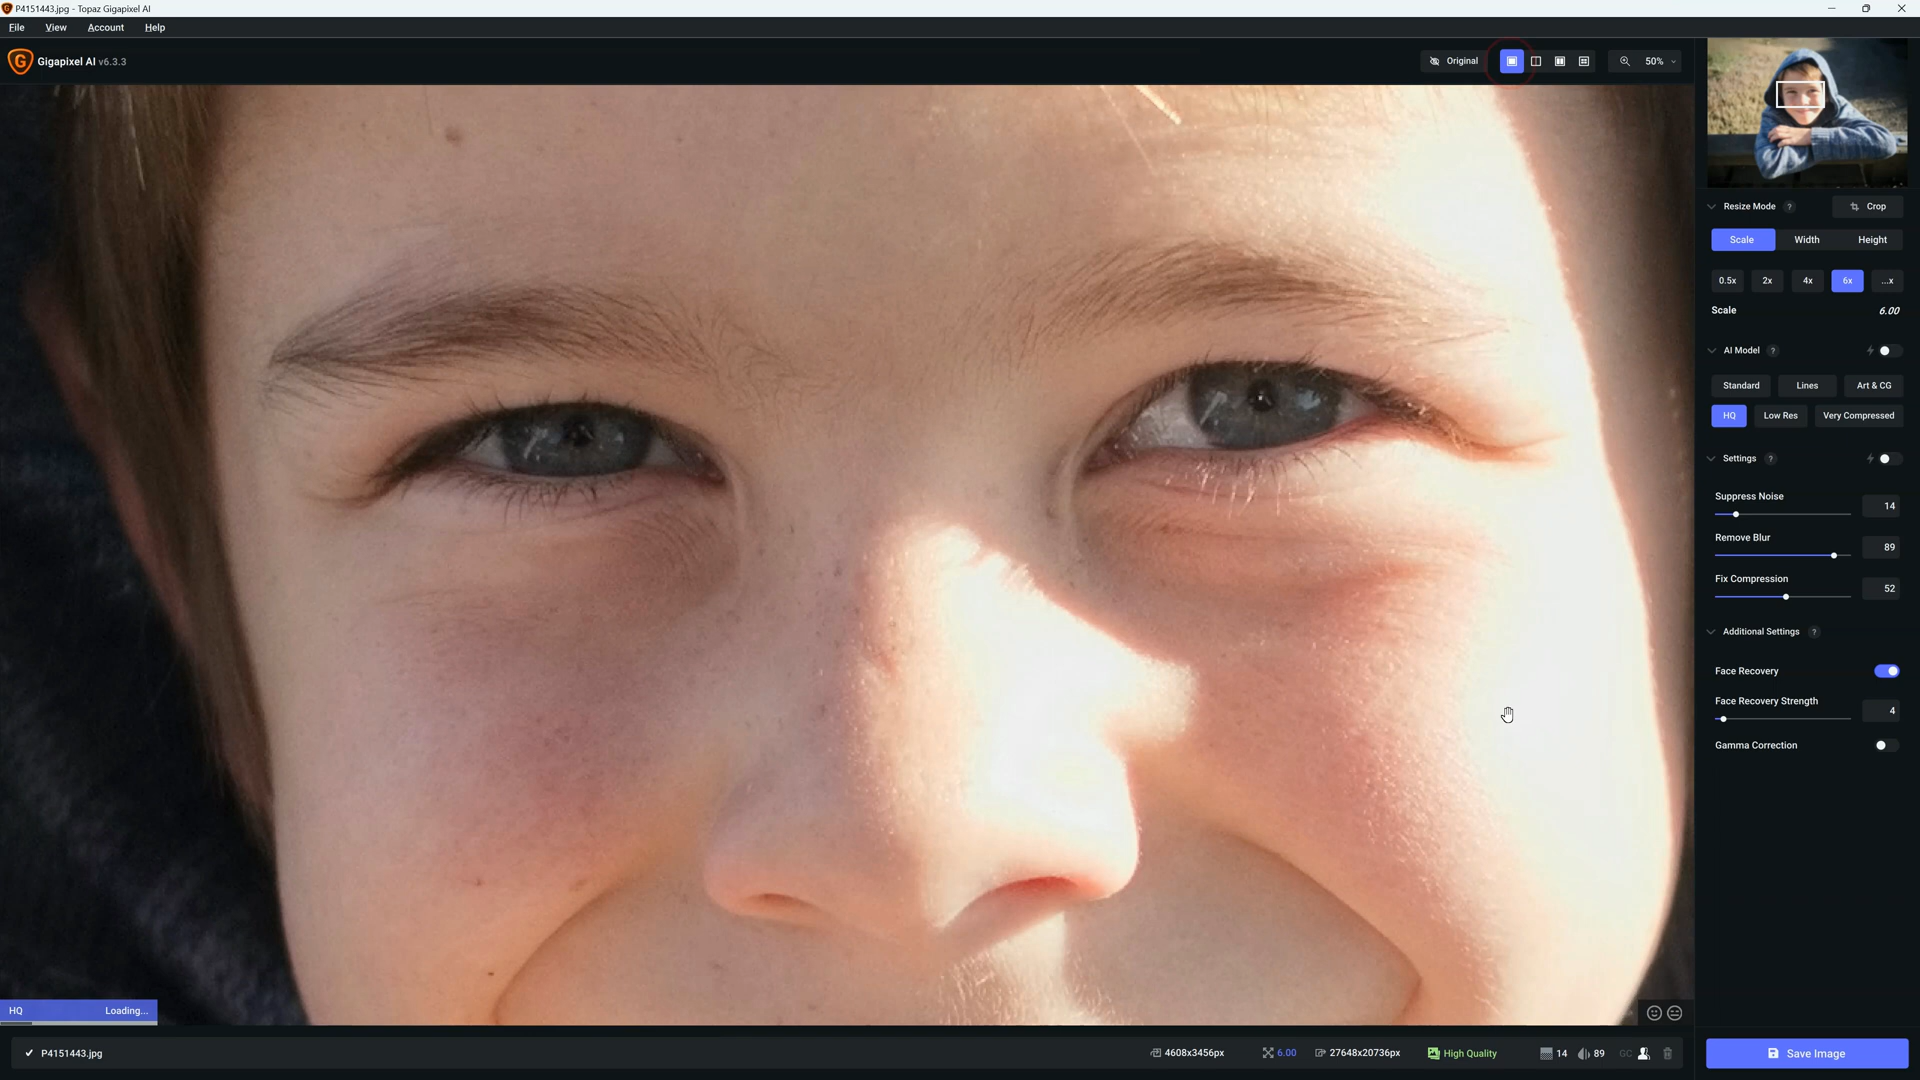 P4151443.jpg - Topaz Gigapixel AI
File View Account Help
Gigapixel AI v6.3.3
Original
50%
Resize Mode ? Crop
Scale Width Height
0.5x 2x 4x 6x ...x
Scale 6.00
AI Model ?
Standard Lines Art & CG
HQ Low Res Very Compressed
Settings ?
Suppress Noise 14
Remove Blur 89
Fix Compression 52
Additional Settings ?
Face Recovery
Face Recovery Strength 4
Gamma Correction
HQ Loading...
P4151443.jpg 4608x3456px 6.00 27648x20736px High Quality 14 89 GC
Save Image